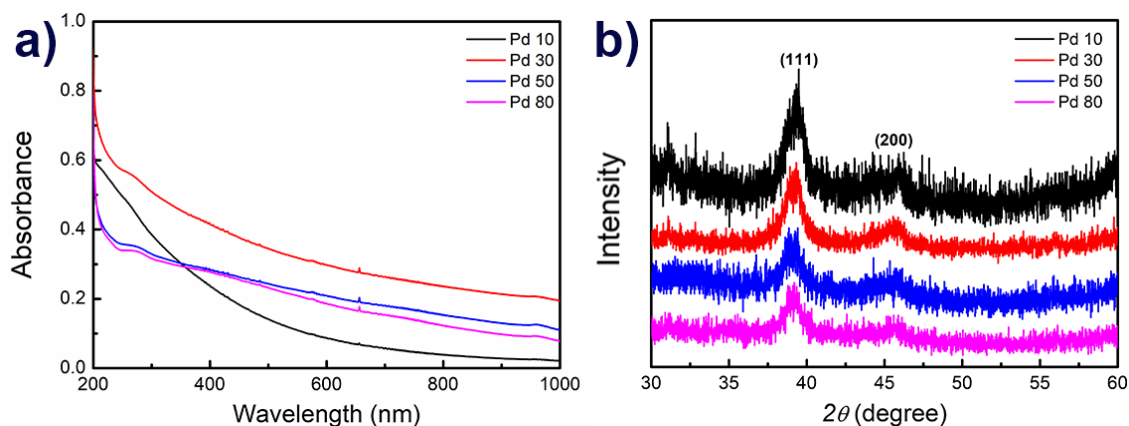 a)
Pd 10
Pd 30
Pd 50
Pd 80
1.0
0.8
0.6
0.4
0.2
0.0
Absorbance
200 400 600 800 1000
Wavelength (nm)
b)
Pd 10
Pd 30
Pd 50
Pd 80
(111)
(200)
Intensity
30 35 40 45 50 55 60
2θ (degree)